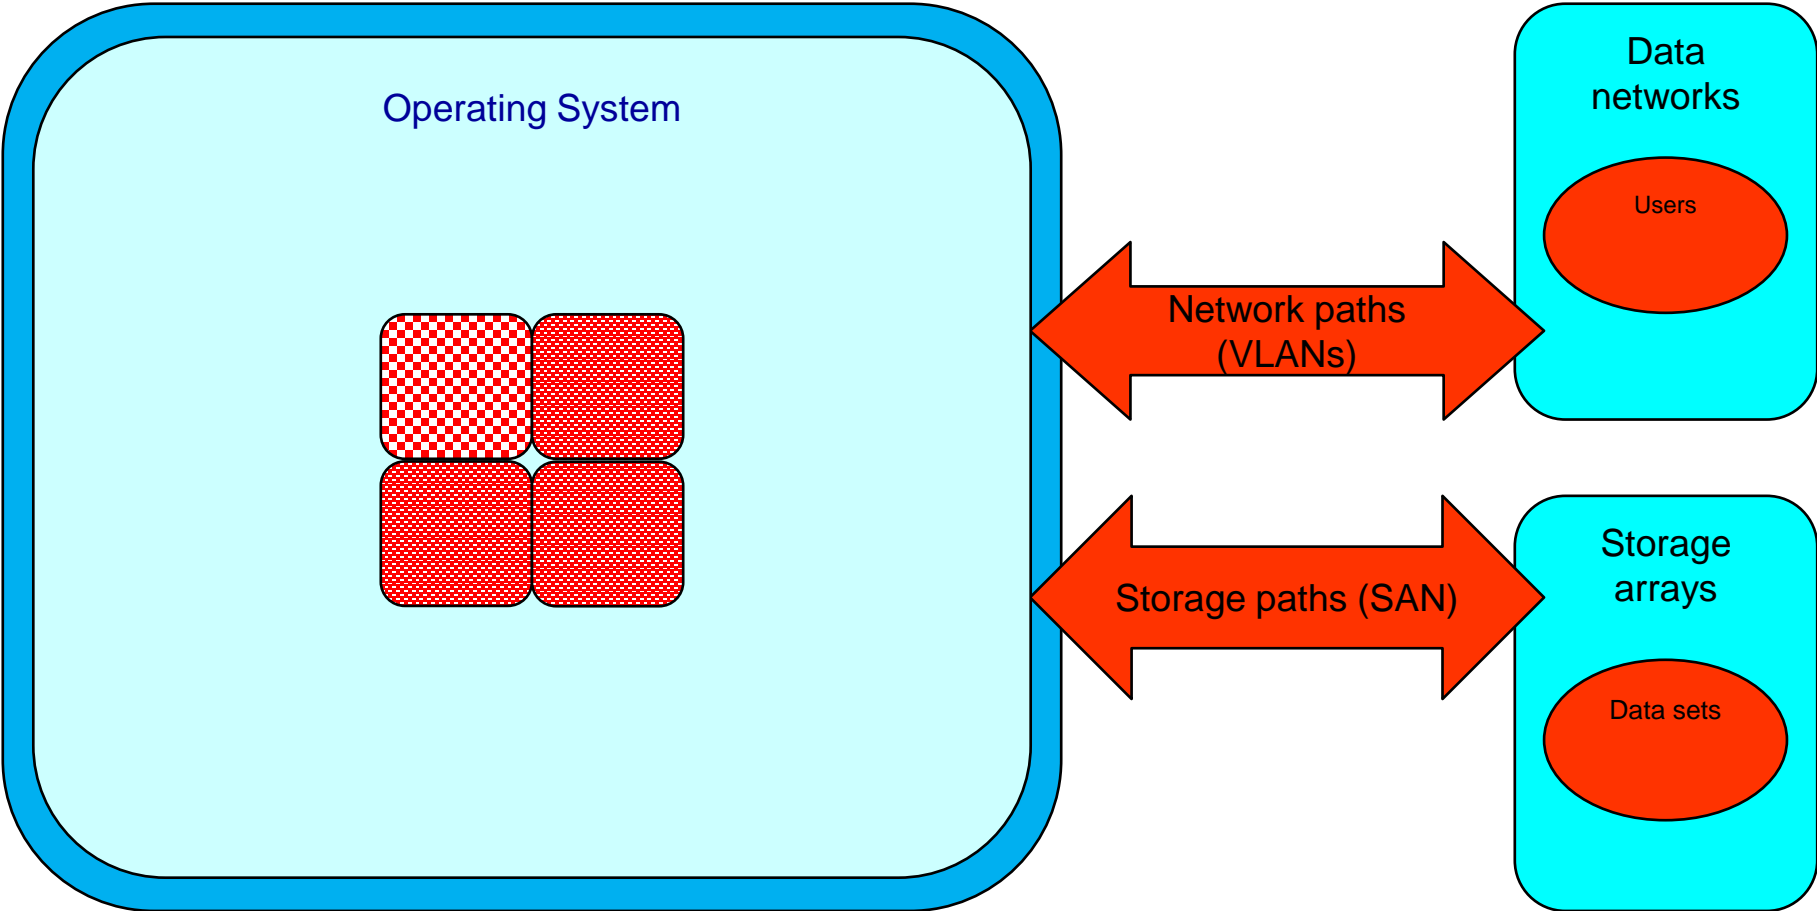 Operating System
Data
networks
Users
Network paths
(VLANs)
Storage paths (SAN)
Storage
arrays
Data sets